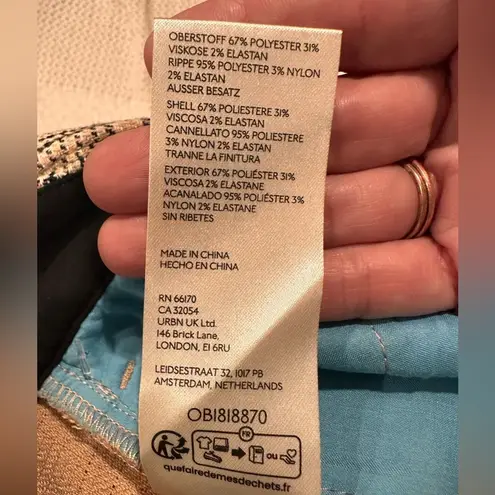 OBERSTOFF 67% POLYESTER 31%
VISKOSE 2% ELASTAN
RIPPE 95% POLYESTER 3% NYLON
2% ELASTAN
AUSSER BESATZ
SHELL 67% POLIESTERE 31%
VISCOSA 2% ELASTAN
CANNELLATO 95% POLIESTERE
3% NYLON 2% ELASTAN
TRANNE LA FINITURA
EXTERIOR 67% POLIÉSTER 31%
VISCOSA 2% ELASTANE
ACANALADO 95% POLIÉSTER 3%
NYLON 2% ELASTANE
SIN RIBETES
MADE IN CHINA
HECHO EN CHINA
RN 66170
CA 32054
URBN UK Ltd.
146 Brick Lane,
LONDON, E1 6RU
LEIDSESTRAAT 32, 1017 PB
AMSTERDAM, NETHERLANDS
OB1818870
FR
ou
quefairedemesdechets.fr